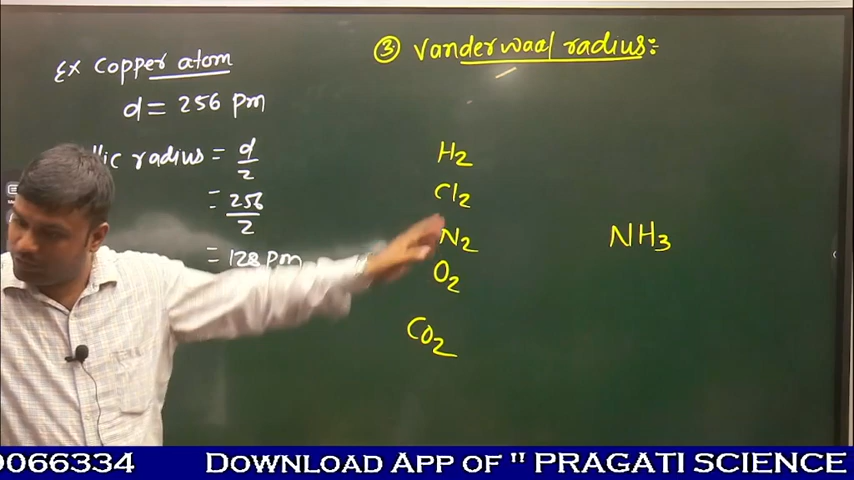 Ex Copper atom
d = 256 pm
llic radius = d/2
= 256/2
= 128 pm
③ Vanderwaal radius:-
H2
Cl2
N2
O2
CO2
NH3
0066334 DOWNLOAD APP OF " PRAGATI SCIENCE